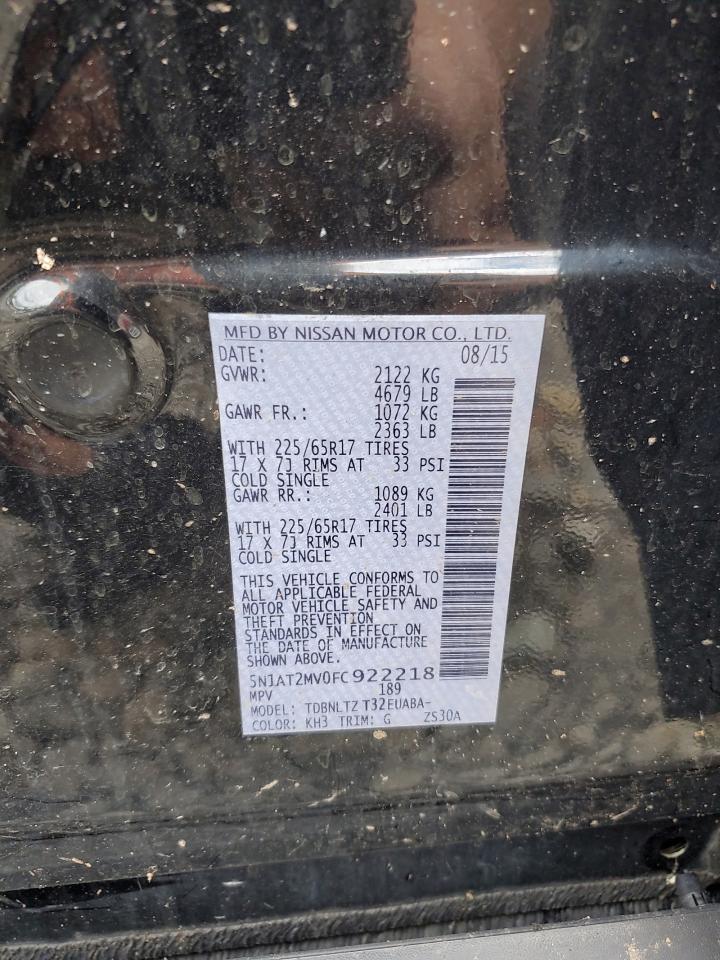 MFD BY NISSAN MOTOR CO., LTD.
DATE: 08/15
GVWR: 2122 KG
4679 LB
GAWR FR.: 1072 KG
2363 LB
WITH 225/65R17 TIRES
17 X 7J RIMS AT 33 PSI
COLD SINGLE
GAWR RR.: 1089 KG
2401 LB
WITH 225/65R17 TIRES
17 X 7J RIMS AT 33 PSI
COLD SINGLE
THIS VEHICLE CONFORMS TO
ALL APPLICABLE FEDERAL
MOTOR VEHICLE SAFETY AND
THEFT PREVENTION
STANDARDS IN EFFECT ON
THE DATE OF MANUFACTURE
SHOWN ABOVE.
5N1AT2MV0FC922218
MPV 189
MODEL: TDBNLTZ T32EUABA-
COLOR: KH3 TRIM: G ZS30A